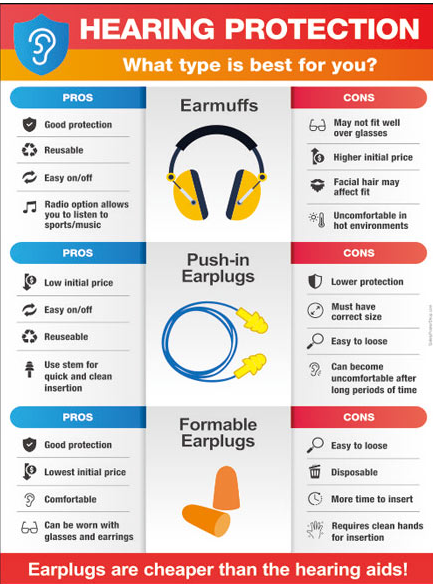 HEARING PROTECTION
What type is best for you?
PROS
Good protection
Reusable
Easy on/off
Radio option allows
you to listen to
sports/music
Earmuffs
CONS
May not fit well
over glasses
Higher initial price
Facial hair may
affect fit
Uncomfortable in
hot environments
PROS
Low initial price
Easy on/off
Reuseable
Use stem for
quick and clean
insertion
Push-in
Earplugs
CONS
Lower protection
Must have
correct size
Easy to loose
Can become
uncomfortable after
long periods of time
PROS
Good protection
Lowest initial price
Comfortable
Can be worn with
glasses and earrings
Formable
Earplugs
CONS
Easy to loose
Disposable
More time to insert
Requires clean hands
for insertion
Earplugs are cheaper than the hearing aids!